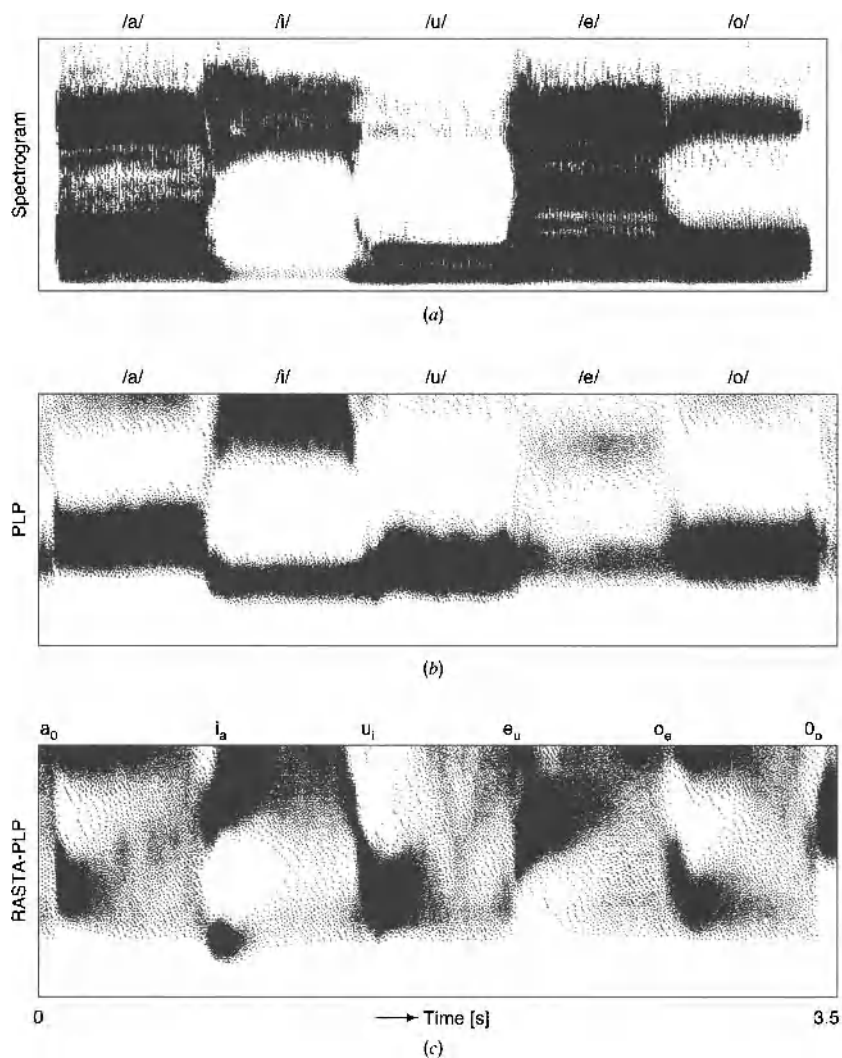 /a/ /i/ /u/ /e/ /o/
Spectrogram
(a)
/a/ /i/ /u/ /e/ /o/
PLP
(b)
a₀ iₐ uᵢ eᵤ oₑ 0ₒ
RASTA-PLP
0 → Time [s] 3.5
(c)